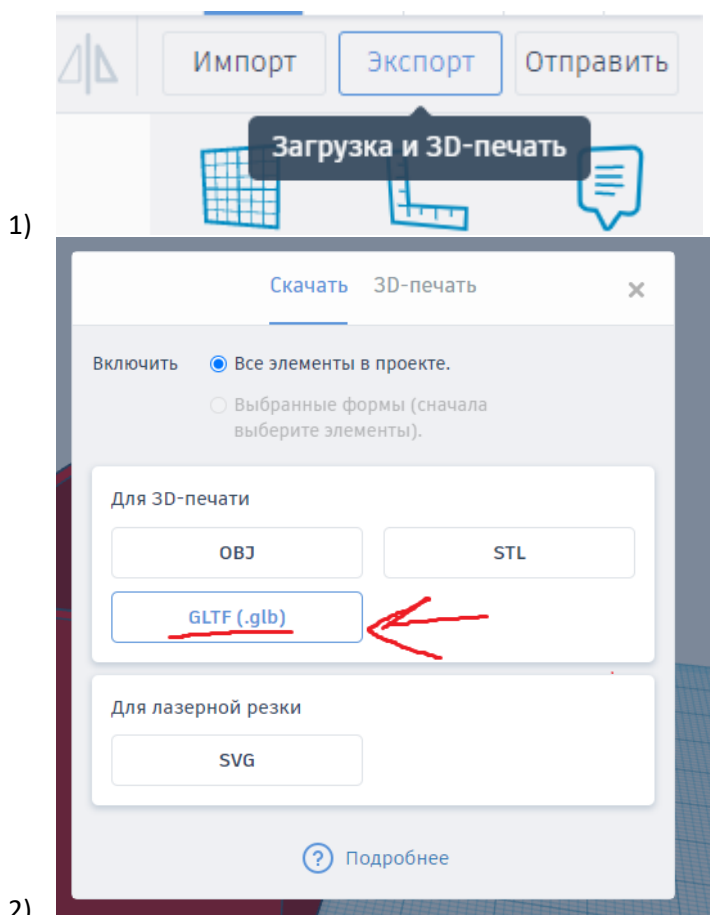 Импорт
Экспорт
Отправить
Загрузка и 3D-печать
1)
Скачать
3D-печать
×
Включить
Все элементы в проекте.
Выбранные формы (сначала
выберите элементы).
Для 3D-печати
OBJ
STL
GLTF (.glb)
Для лазерной резки
SVG
? Подробнее
2)